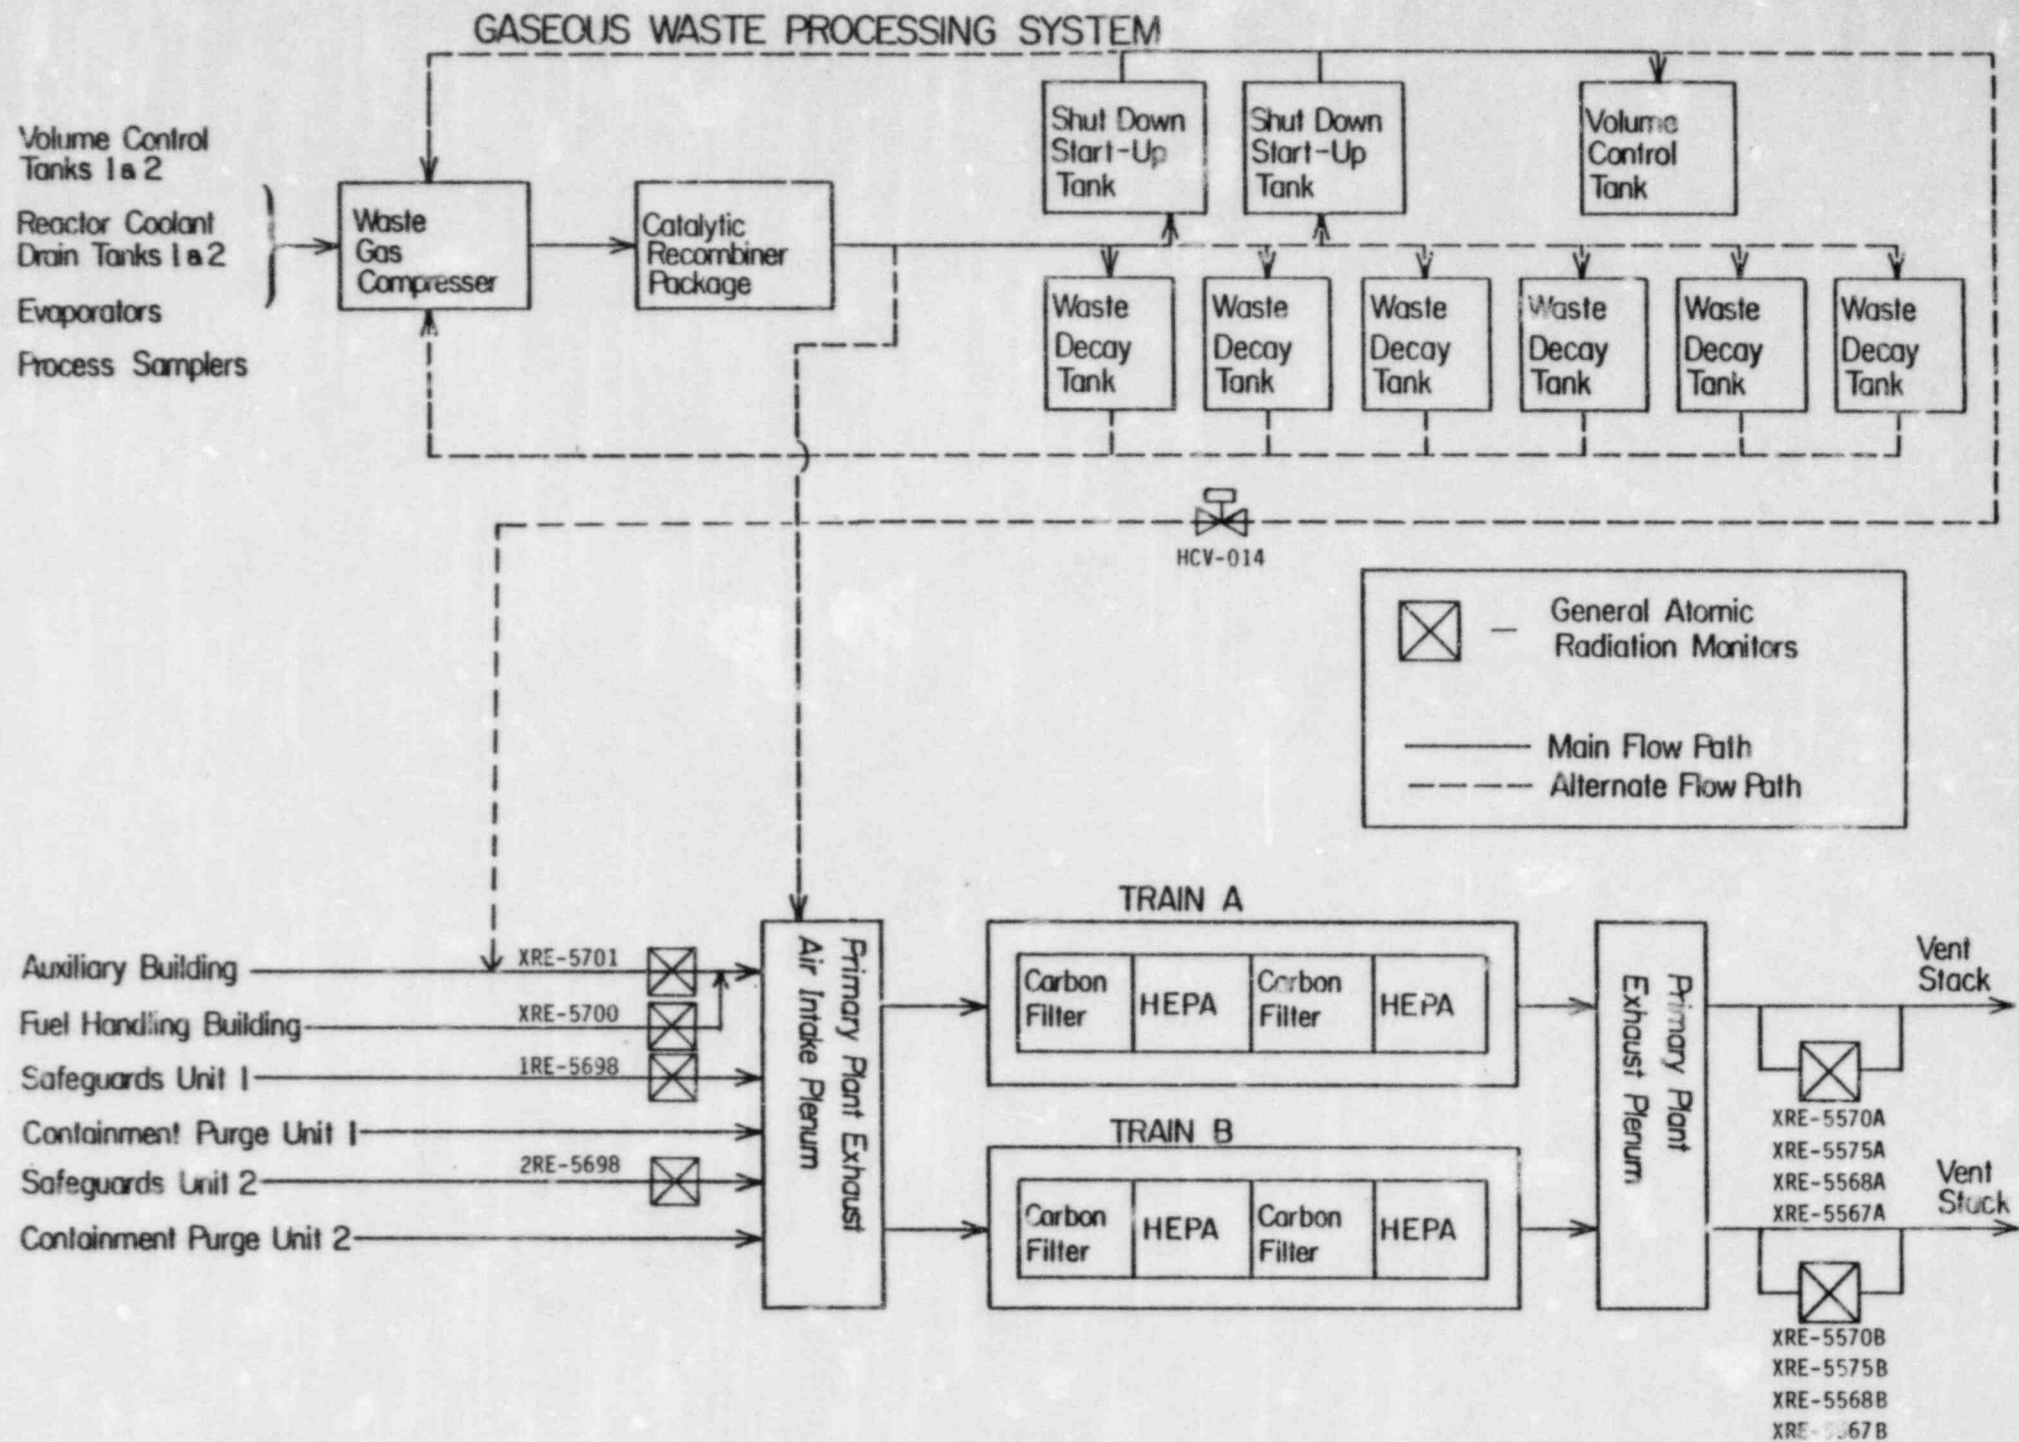 GASEOUS WASTE PROCESSING SYSTEM
Volume Control
Tanks 1 & 2
Reactor Coolant
Drain Tanks 1 & 2
Evaporators
Process Samplers
Waste
Gas
Compresser
Catalytic
Recombiner
Package
Shut Down
Start-Up
Tank
Shut Down
Start-Up
Tank
Volume
Control
Tank
Waste
Decay
Tank
Waste
Decay
Tank
Waste
Decay
Tank
Waste
Decay
Tank
Waste
Decay
Tank
Waste
Decay
Tank
HCV-014
General Atomic
Radiation Monitors
Main Flow Path
Alternate Flow Path
Auxiliary Building
XRE-5701
Fuel Handling Building
XRE-5700
Safeguards Unit 1
1RE-5698
Containment Purge Unit 1
Safeguards Unit 2
2RE-5698
Containment Purge Unit 2
Primary Plant Exhaust
Air Intake Plenum
TRAIN A
Carbon
Filter
HEPA
Carbon
Filter
HEPA
TRAIN B
Carbon
Filter
HEPA
Carbon
Filter
HEPA
Primary Plant
Exhaust Plenum
Vent
Stack
XRE-5570A
XRE-5575A
XRE-5568A
XRE-5567A
Vent
Stack
XRE-5570B
XRE-5575B
XRE-5568B
XRE-5567B